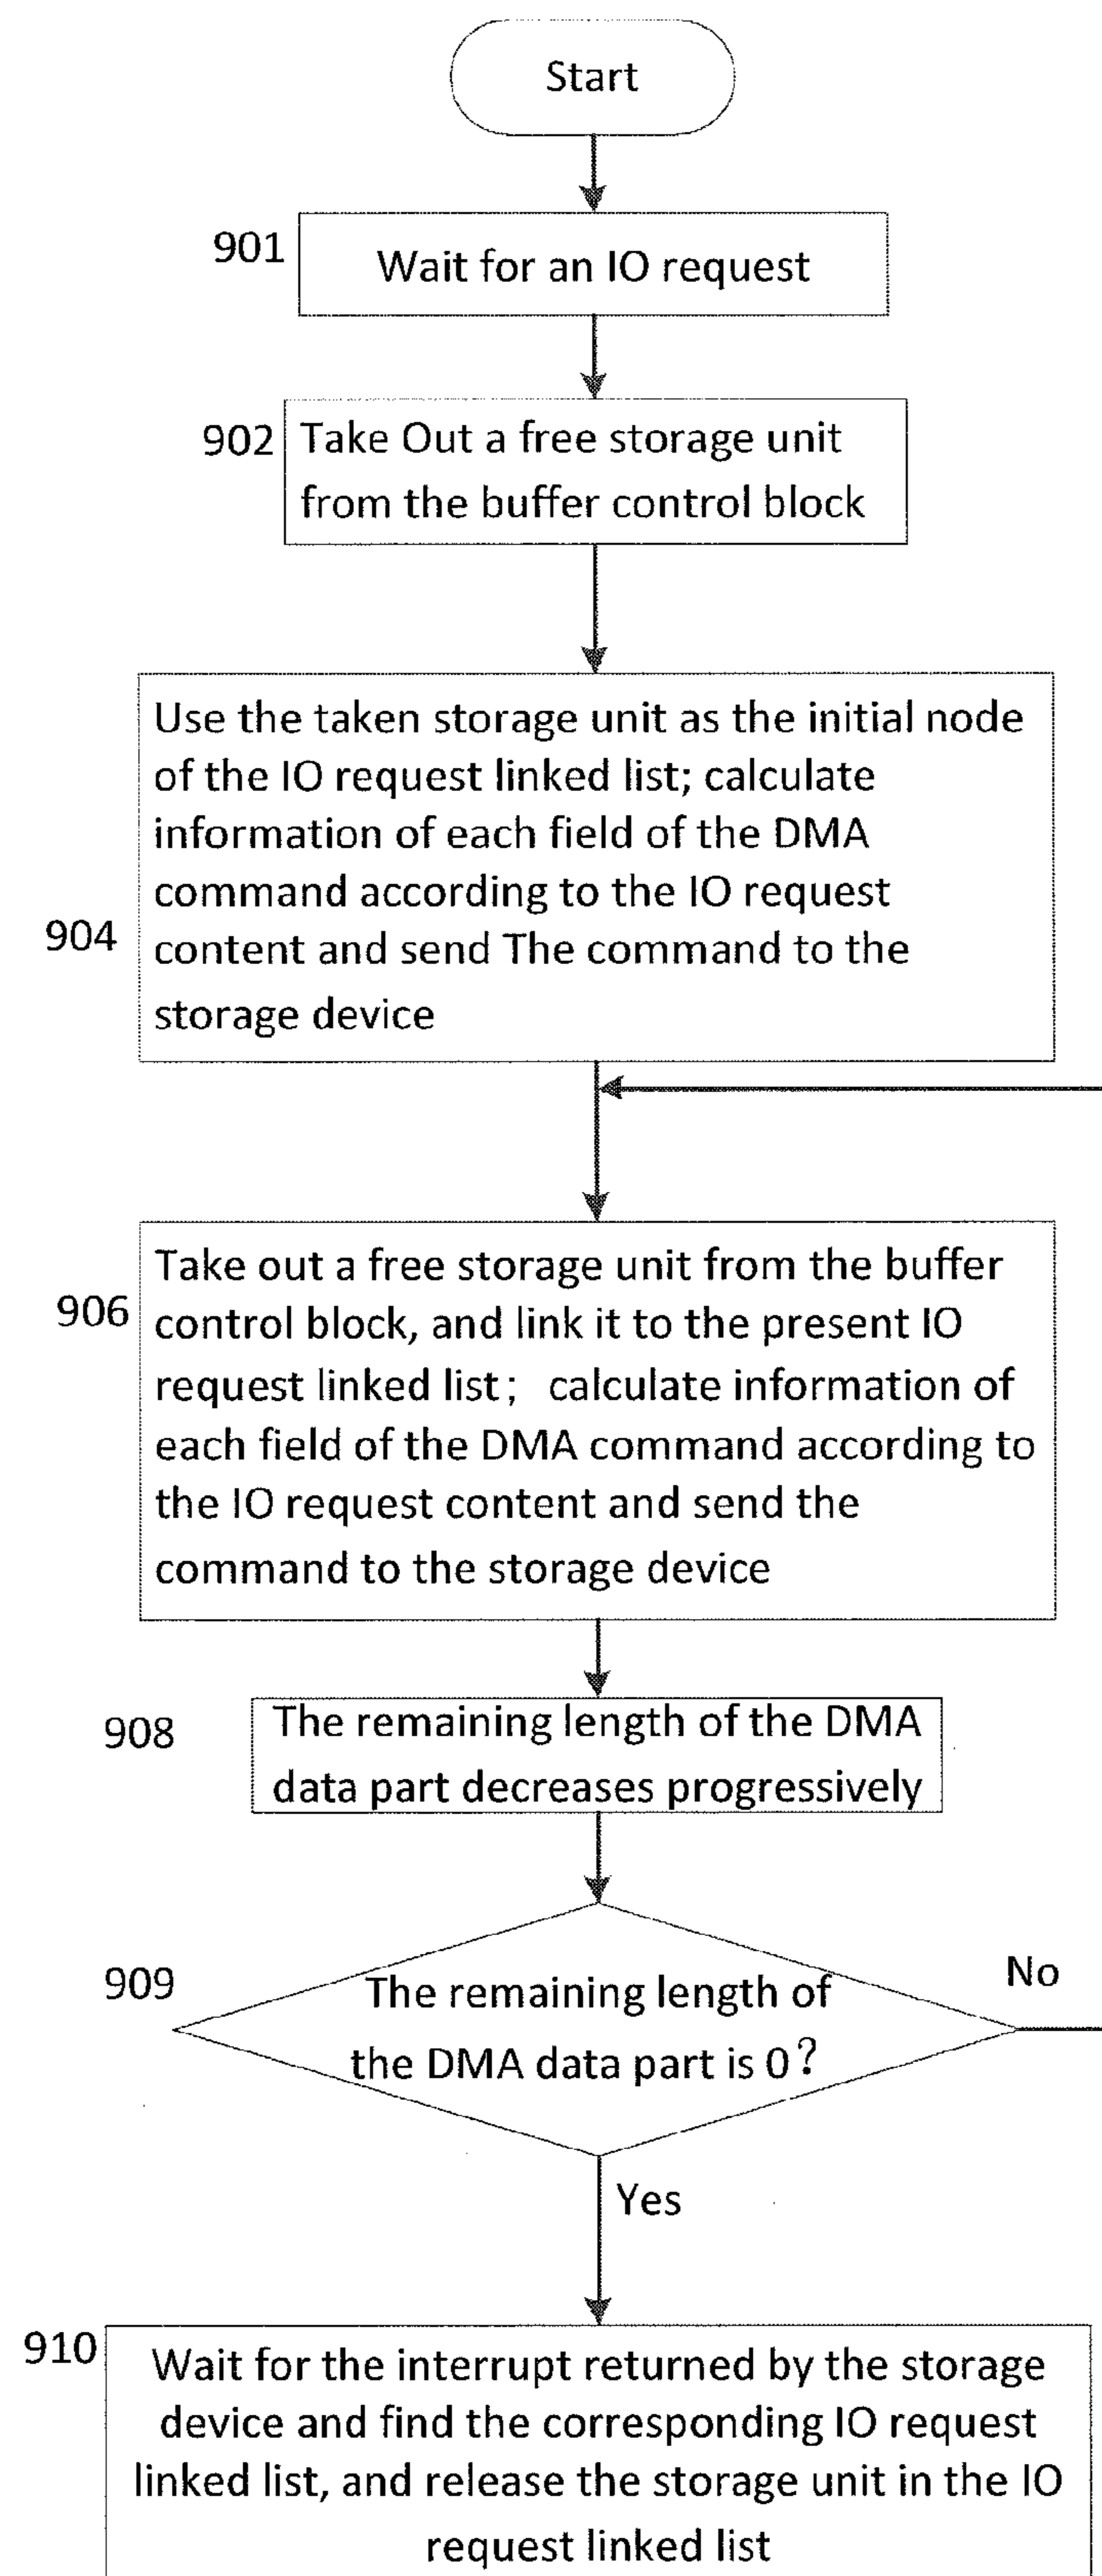 Start
901
Wait for an IO request
902
Take Out a free storage unit
from the buffer control block
904
Use the taken storage unit as the initial node
of the IO request linked list; calculate
information of each field of the DMA
command according to the IO request
content and send The command to the
storage device
906
Take out a free storage unit from the buffer
control block, and link it to the present IO
request linked list; calculate information of
each field of the DMA command according to
the IO request content and send the
command to the storage device
908
The remaining length of the DMA
data part decreases progressively
909
The remaining length of
the DMA data part is 0?
No
Yes
910
Wait for the interrupt returned by the storage
device and find the corresponding IO request
linked list, and release the storage unit in the IO
request linked list